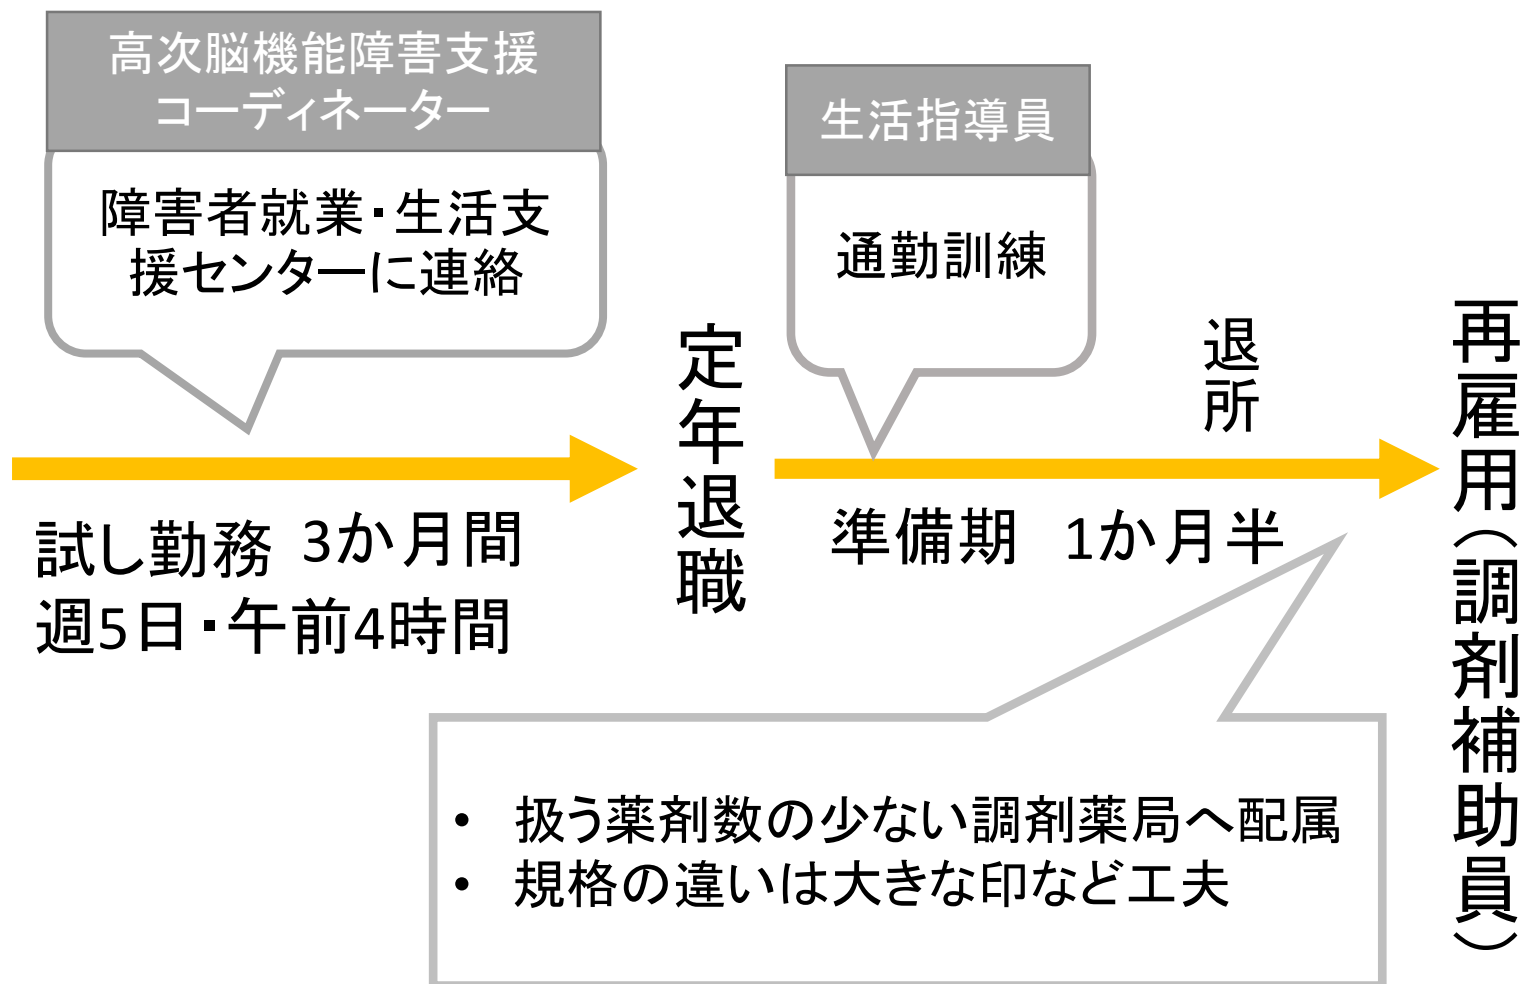 高次脳機能障害支援
コーディネーター
障害者就業・生活支
援センターに連絡
試し勤務 3か月間
週5日・午前4時間
定年退職
生活指導員
通勤訓練
退所
準備期 1か月半
• 扱う薬剤数の少ない調剤薬局へ配属
• 規格の違いは大きな印など工夫
再雇用（調剤補助員）